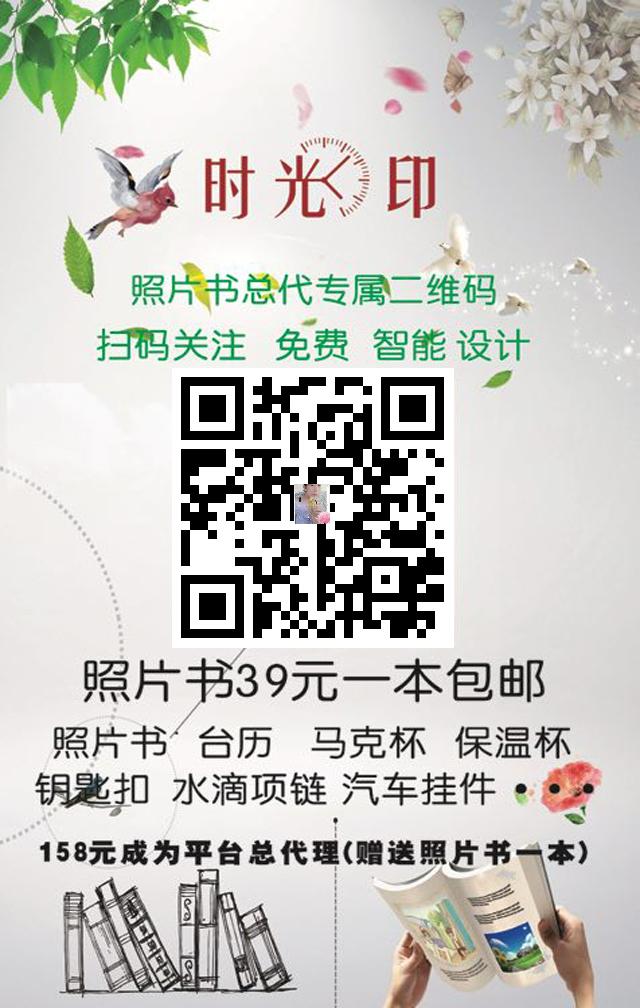 时光印
照片书总代专属二维码
扫码关注 免费 智能 设计
照片书39元一本包邮
照片书 台历 马克杯 保温杯
钥匙扣 水滴项链 汽车挂件
158元成为平台总代理(赠送照片书一本)